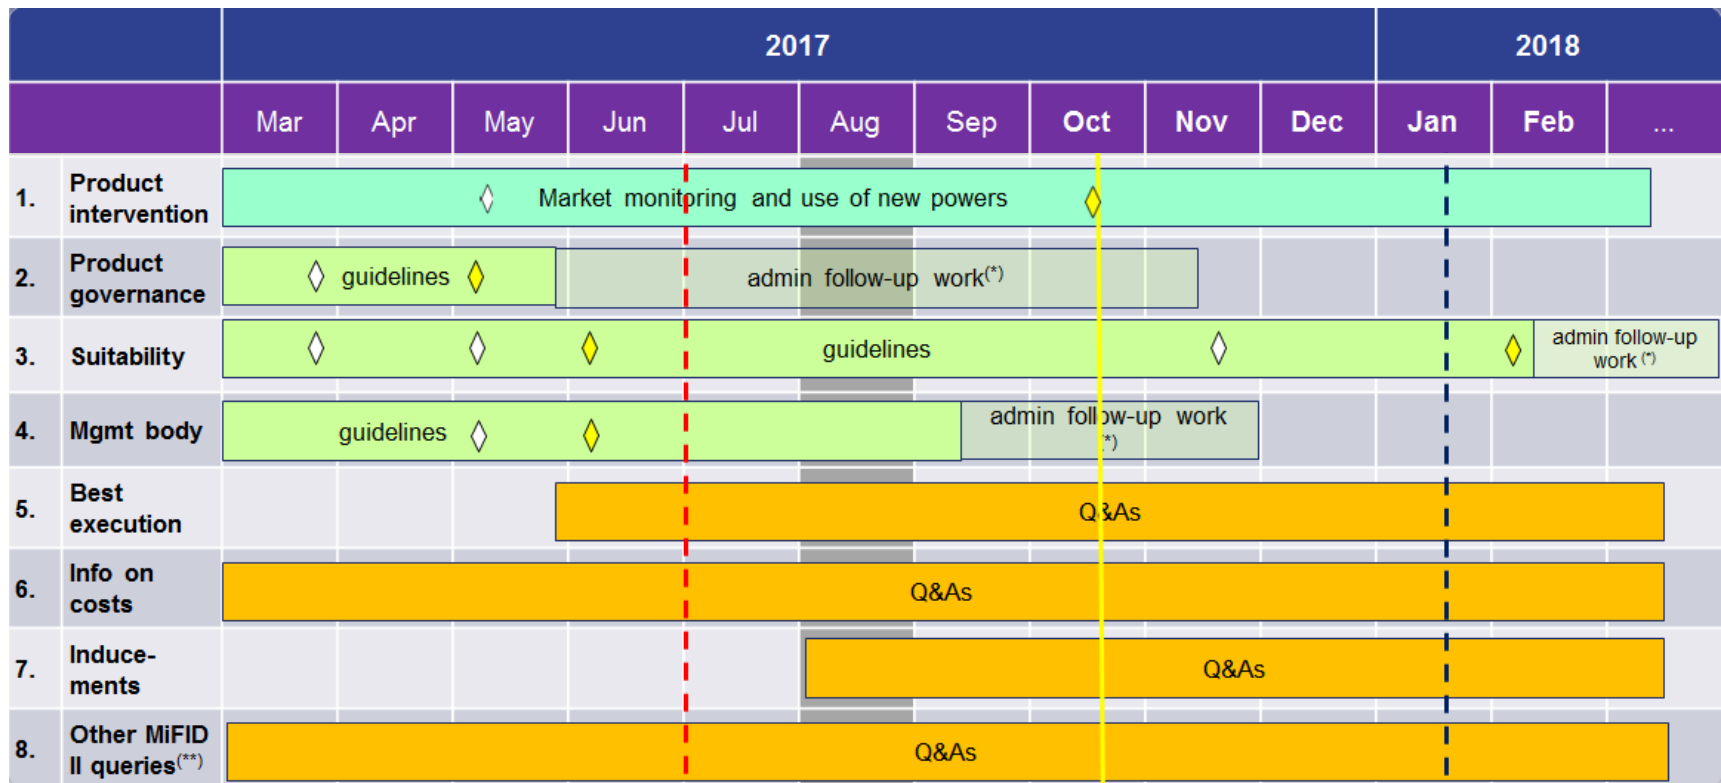 2017 2018
Mar Apr May Jun Jul Aug Sep Oct Nov Dec Jan Feb ...
1. Product
intervention
Market monitoring and use of new powers
2. Product
governance
guidelines
admin follow-up work(*)
3. Suitability
guidelines
admin follow-up
work (*)
4. Mgmt body
guidelines
admin follow-up work
(*)
5. Best
execution
Q&As
6. Info on
costs
Q&As
7. Induce-
ments
Q&As
8. Other MiFID
II queries(**)
Q&As